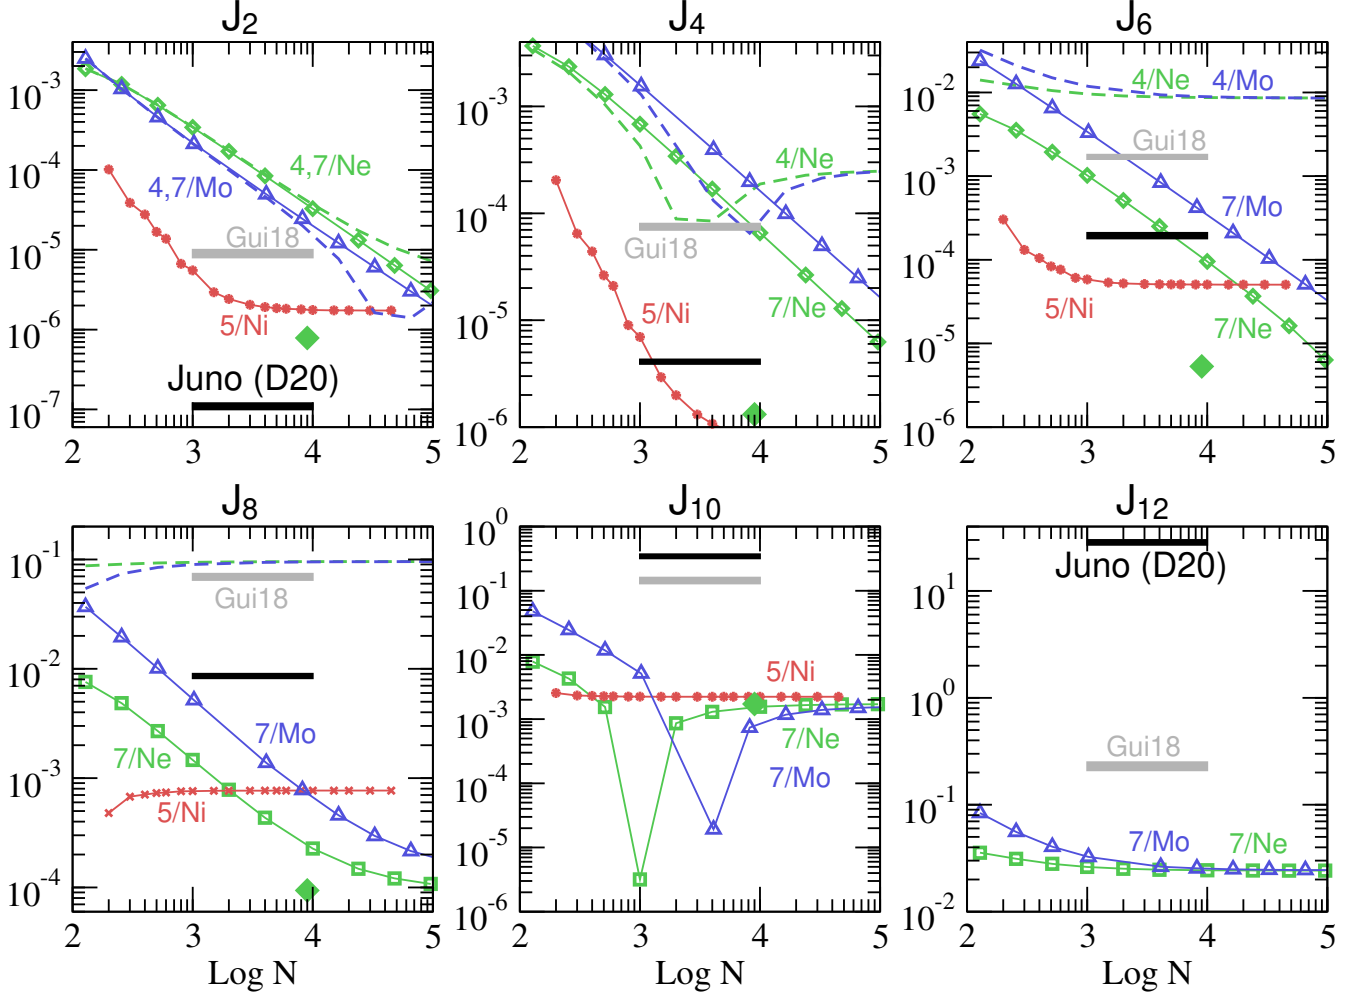 J2
J4
J6
10-3
10-4
10-5
10-6
10-7
4,7/Ne
4,7/Mo
Gui18
5/Ni
Juno (D20)
2 3 4 5
10-3
10-4
10-5
10-6
4/Ne
Gui18
5/Ni
7/Ne
2 3 4 5
10-2
10-3
10-4
10-5
10-6
4/Ne 4/Mo
Gui18
7/Mo
5/Ni
7/Ne
2 3 4 5
J8
J10
J12
10-1
10-2
10-3
10-4
Gui18
7/Mo
7/Ne
5/Ni
2 3 4 5
Log N
100
10-1
10-2
10-3
10-4
10-5
10-6
5/Ni
7/Ne
7/Mo
2 3 4 5
Log N
101
100
10-1
10-2
Juno (D20)
Gui18
7/Mo 7/Ne
2 3 4 5
Log N